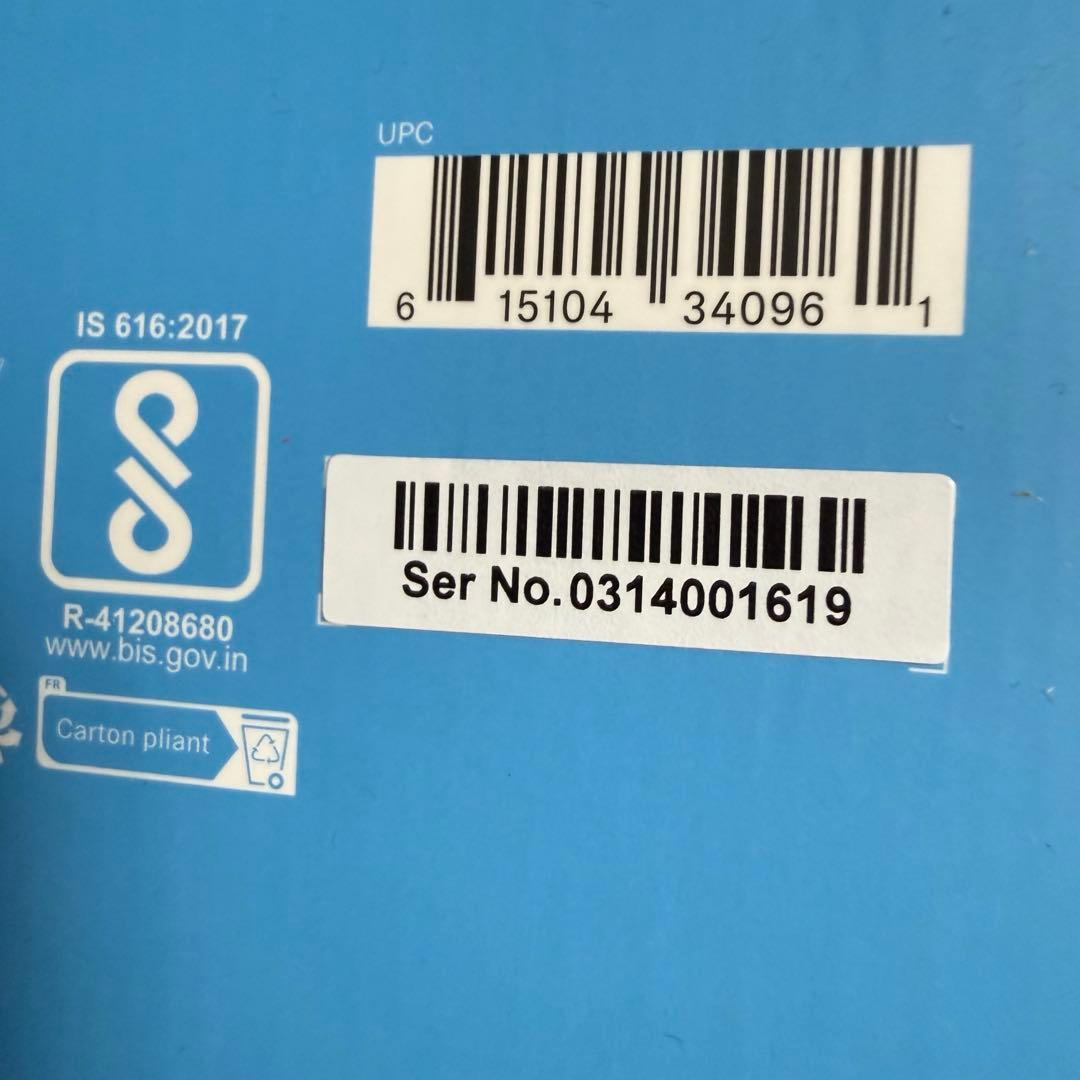 UPC
6 15104 34096 1
IS 616:2017
Ser No.0314001619
R-41208680
www.bis.gov.in
FR
Carton pliant